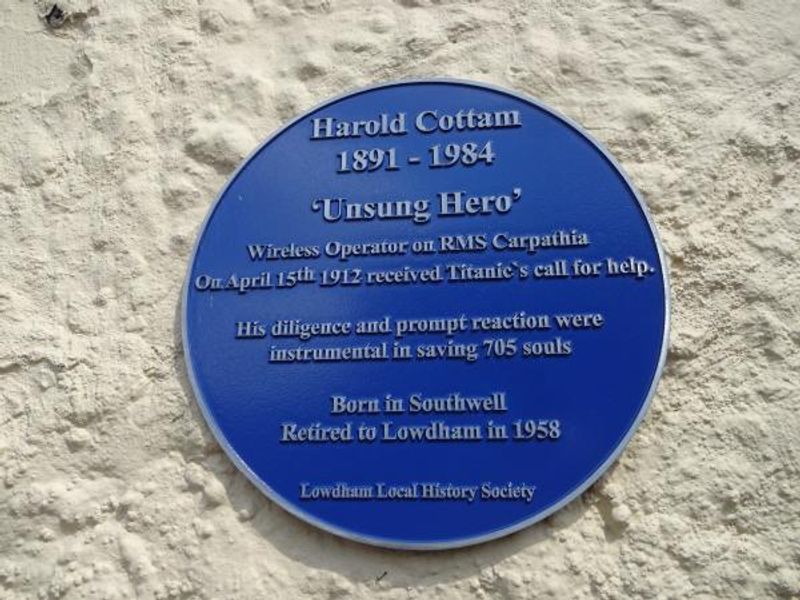 Harold Cottam
1891 - 1984
‘Unsung Hero’
Wireless Operator on RMS Carpathia
On April 15th 1912 received Titanic`s call for help.
His diligence and prompt reaction were
instrumental in saving 705 souls
Born in Southwell
Retired to Lowdham in 1958
Lowdham Local History Society